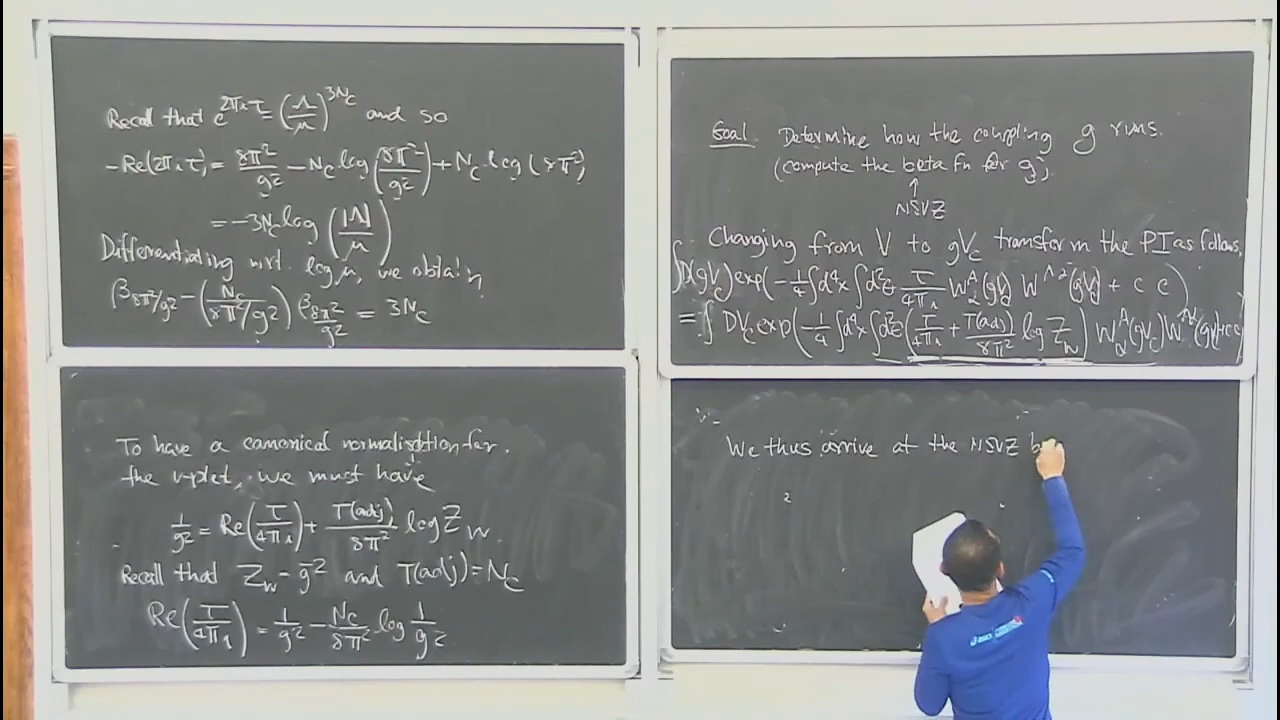 Recall that e^{2πiτ} = (Λ/μ)^{3N_c} and so
-Re(2πiτ) = 8π²/g² - N_c log(8π²/g²) + N_c log(8π²)
= -3N_c log(|Λ|/μ)
Differentiating w.r.t. log μ, we obtain
β_{8π²/g²} - (N_c/(8π²/g²)) β_{8π²/g²} = 3N_c
To have a canonical normalisation for
the v-plet, we must have
1/g² = Re(τ/4πi) + T(adj)/8π² log Z_W
Recall that Z_W = g² and T(adj) = N_c
Re(τ/4πi) = 1/g² - N_c/8π² log 1/g²
Goal. Determine how the coupling g runs.
(compute the beta fn for g)
↑
NSVZ
Changing from V to gV_c transform the PI as follows,
∫D(gV_c) exp(-1/4 ∫d⁴x ∫d²θ τ/4πi W_α^A(gV_c) W^{Aα}(gV_c) + c c)
= ∫ DV_c exp(-1/4 ∫d⁴x ∫d²θ (τ/4πi + T(adj)/8π² log Z_W) W_α^A(gV_c) W^{Aα}(gV_c) + cc)
We thus arrive at the NSVZ b
asics